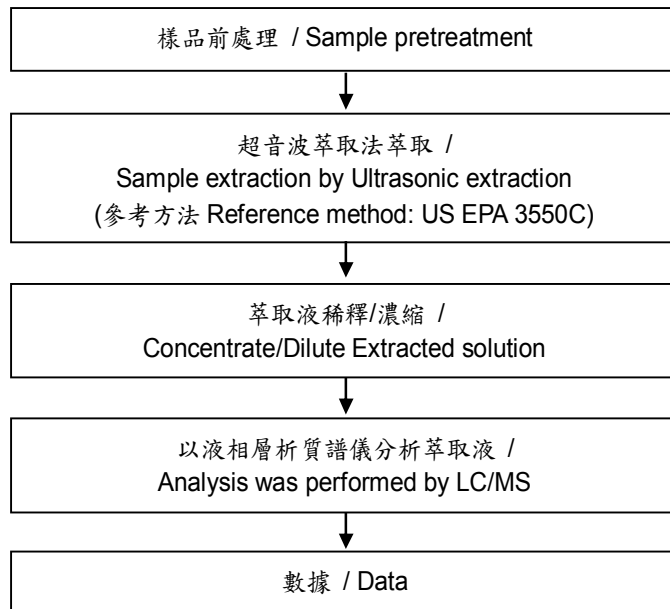 樣品前處理 / Sample pretreatment
超音波萃取法萃取 /
Sample extraction by Ultrasonic extraction
(參考方法 Reference method: US EPA 3550C)
萃取液稀釋/濃縮 /
Concentrate/Dilute Extracted solution
以液相層析質譜儀分析萃取液 /
Analysis was performed by LC/MS
數據 / Data